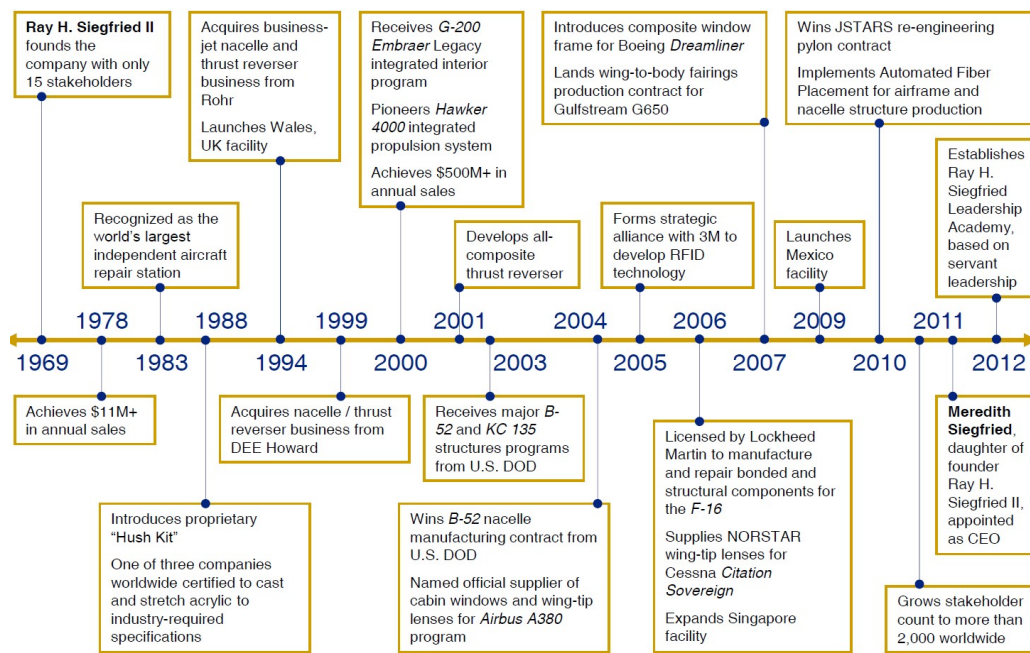 Ray H. Siegfried II
founds the
company with only
15 stakeholders
Acquires business-
jet nacelle and
thrust reverser
business from
Rohr
Launches Wales,
UK facility
Receives G-200
Embraer Legacy
integrated interior
program
Pioneers Hawker
4000 integrated
propulsion system
Achieves $500M+ in
annual sales
Introduces composite window
frame for Boeing Dreamliner
Lands wing-to-body fairings
production contract for
Gulfstream G650
Wins JSTARS re-engineering
pylon contract
Implements Automated Fiber
Placement for airframe and
nacelle structure production
Recognized as the
world's largest
independent aircraft
repair station
Develops all-
composite
thrust reverser
Forms strategic
alliance with 3M to
develop RFID
technology
Launches
Mexico
facility
Establishes
Ray H.
Siegfried
Leadership
Academy,
based on
servant
leadership
1978 1988 1999 2001 2004 2006 2009 2011
1969 1983 1994 2000 2003 2005 2007 2010 2012
Achieves $11M+
in annual sales
Acquires nacelle / thrust
reverser business from
DEE Howard
Receives major B-
52 and KC 135
structures programs
from U.S. DOD
Licensed by Lockheed
Martin to manufacture
and repair bonded and
structural components for
the F-16
Supplies NORSTAR
wing-tip lenses for
Cessna Citation
Sovereign
Expands Singapore
facility
Meredith
Siegfried,
daughter of
founder
Ray H.
Siegfried II,
appointed
as CEO
Introduces proprietary
"Hush Kit"
One of three companies
worldwide certified to cast
and stretch acrylic to
industry-required
specifications
Wins B-52 nacelle
manufacturing contract from
U.S. DOD
Named official supplier of
cabin windows and wing-tip
lenses for Airbus A380
program
Grows stakeholder
count to more than
2,000 worldwide